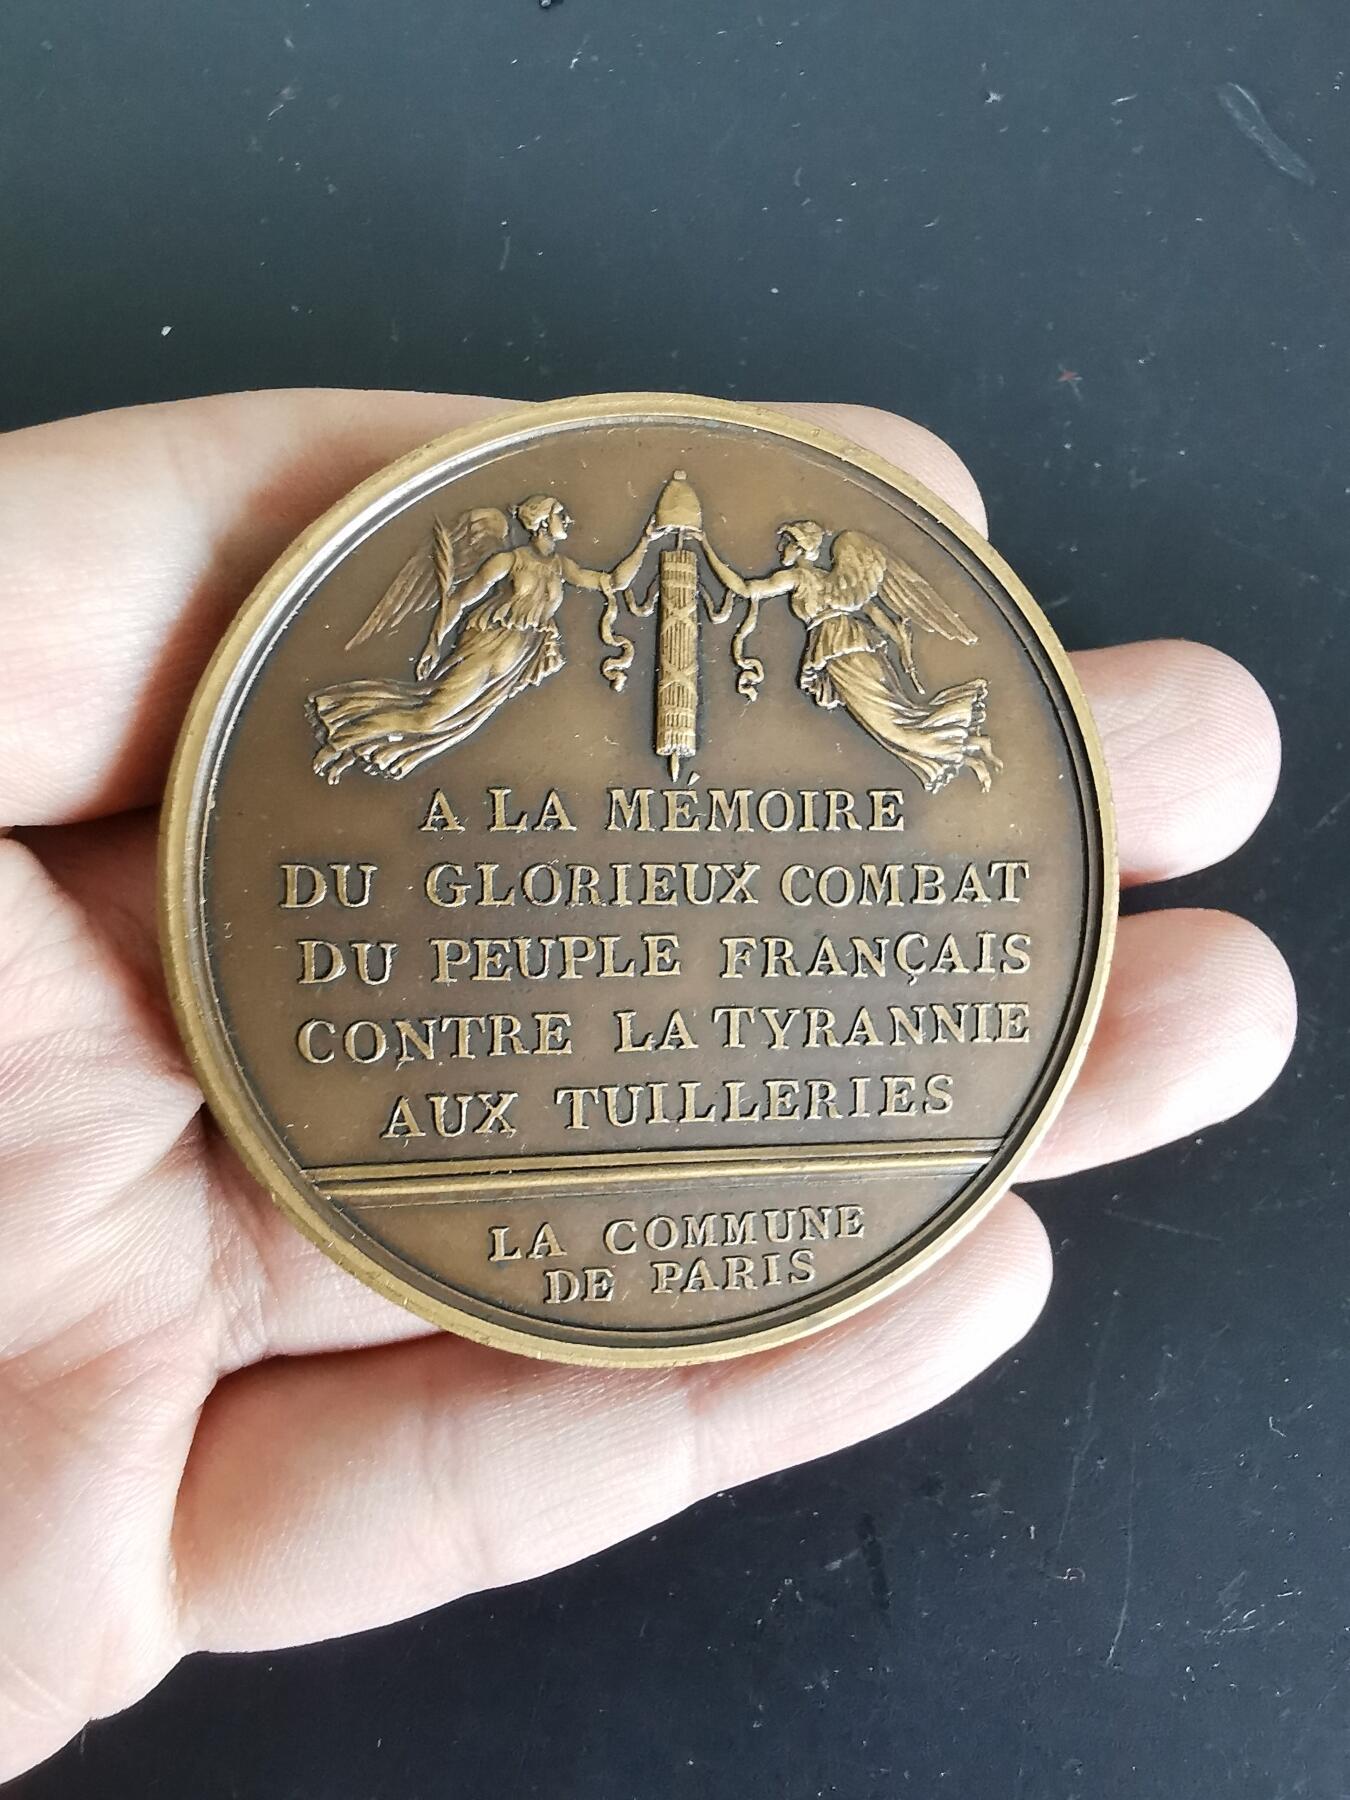 A LA MÉMOIRE
DU GLORIEUX COMBAT
DU PEUPLE FRANÇAIS
CONTRE LA TYRANNIE
AUX TUILLERIES
LA COMMUNE
DE PARIS